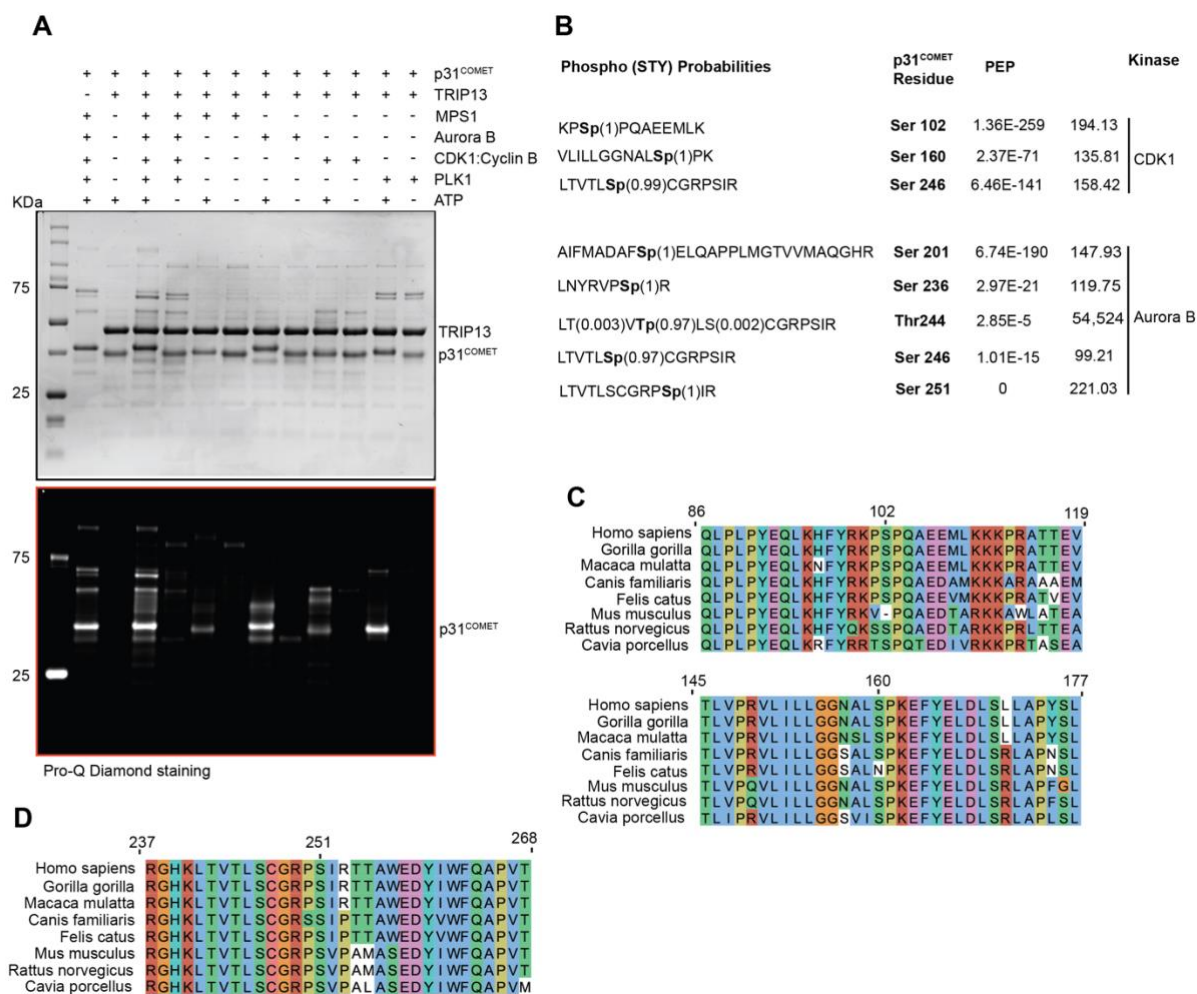 A
+ + + + + + + + + + + + p31COMET
- + + + + + + + + + + + TRIP13
+ - + + + + - - - - - - MPS1
+ - + + - - + + - - - - Aurora B
+ - + + - - - - + + - - CDK1:Cyclin B
+ - + + - - - - - - + + PLK1
KDa + + + - + - + - + - + - ATP
75
TRIP13
p31COMET
25
75
p31COMET
25
Pro-Q Diamond staining
B
Phospho (STY) Probabilities p31COMET Residue PEP Kinase
KPSp(1)PQAEEMLK Ser 102 1.36E-259 194.13
VLILLGGNALSp(1)PK Ser 160 2.37E-71 135.81 CDK1
LTVTLSp(0.99)CGRPSIR Ser 246 6.46E-141 158.42
AIFMADAFSp(1)ELQAPPLMGTVVMAQGHR Ser 201 6.74E-190 147.93
LNYRVPSp(1)R Ser 236 2.97E-21 119.75
LT(0.003)VTp(0.97)LS(0.002)CGRPSIR Thr244 2.85E-5 54,524 Aurora B
LTVTLSp(0.97)CGRPSIR Ser 246 1.01E-15 99.21
LTVTLSCGRPSp(1)IR Ser 251 0 221.03
C
86 102 119
Homo sapiens QLPLPYEQLKHFYRKPSPQAEEMLKKKPRATTEV
Gorilla gorilla QLPLPYEQLKHFYRKPSPQAEEMLKKKPRATTEV
Macaca mulatta QLPLPYEQLKNFYRKPSPQAEEMLKKKPRATTEV
Canis familiaris QLPLPYEQLKHFYRKPSPQAEDAMKKKARAAAEM
Felis catus QLPLPYEQLKHFYRKPSPQAEEVMKKKPRATVEV
Mus musculus QLPLPYEQLKHFYRKV-PQAEDTARKKAWLATEA
Rattus norvegicus QLPLPYEQLKHFYQKSSPQAEDTARKKPRLTTEA
Cavia porcellus QLPLPYEQLKRFYRRTSPQTEDIVRKKPRTASEA
145 160 177
Homo sapiens TLVPRVLILLGGNALSPKEFYELDLSLLAPYSL
Gorilla gorilla TLVPRVLILLGGNALSPKEFYELDLSLLAPYSL
Macaca mulatta TLVPRVLILLGGNSLSPKEFYELDLSLLAPYSL
Canis familiaris TLVPRVLILLGGSALSPKEFYELDLSRLAPNSL
Felis catus TLVPRVLILLGGSALNPKEFYELDLSRLAPNSL
Mus musculus TLVPQVLILLGGNALSPKEFYELDLSRLAPFGL
Rattus norvegicus TLVPQVLILLGGNALSPKEFYELDLSRLAPFSL
Cavia porcellus TLIPRVLILLGGSVISPKEFYELDLSRLAPLSL
D
237 251 268
Homo sapiens RGHKLTVTLSCGRPSIRTTAWEDYIWFQAPVT
Gorilla gorilla RGHKLTVTLSCGRPSIRTTAWEDYIWFQAPVT
Macaca mulatta RGHKLTVTLSCGRPSIRTTAWEDYIWFQAPVT
Canis familiaris RGHKLTVTLSCGRSSIPTTAWEDYVWFQAPVT
Felis catus RGHKLTVTLSCGRPSIPTTAWEDYVWFQAPVT
Mus musculus RGHKLTVTLSCGRPSVPAMASEDYIWFQAPVT
Rattus norvegicus RGHKLTVTLSCGRPSVPAMASEDYIWFQAPVT
Cavia porcellus RGHKLTVTLSCGRPSVPALASEDYIWFQAPVM